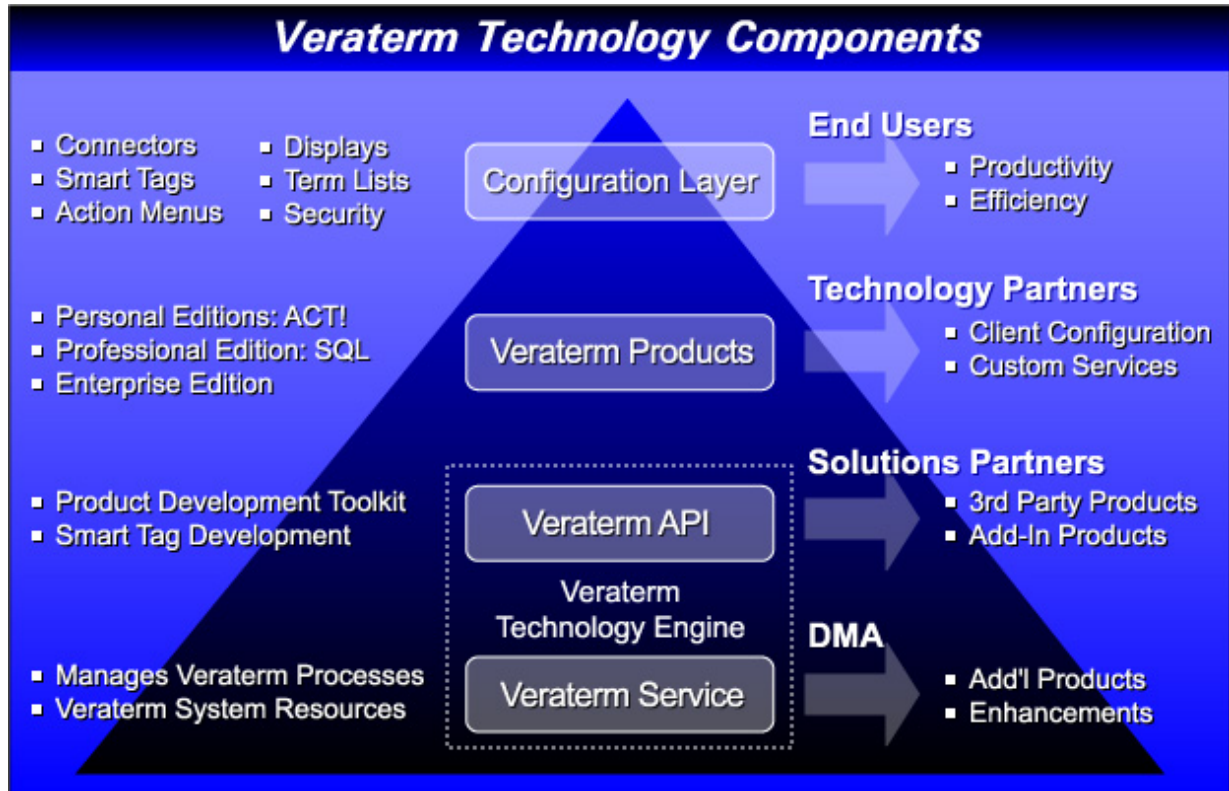 Veraterm Technology Components
▪ Connectors
▪ Smart Tags
▪ Action Menus
▪ Displays
▪ Term Lists
▪ Security
Configuration Layer
End Users
▪ Productivity
▪ Efficiency
▪ Personal Editions: ACT!
▪ Professional Edition: SQL
▪ Enterprise Edition
Veraterm Products
Technology Partners
▪ Client Configuration
▪ Custom Services
▪ Product Development Toolkit
▪ Smart Tag Development
Veraterm API
Solutions Partners
▪ 3rd Party Products
▪ Add-In Products
Veraterm
Technology Engine
▪ Manages Veraterm Processes
▪ Veraterm System Resources
Veraterm Service
DMA
▪ Add'l Products
▪ Enhancements